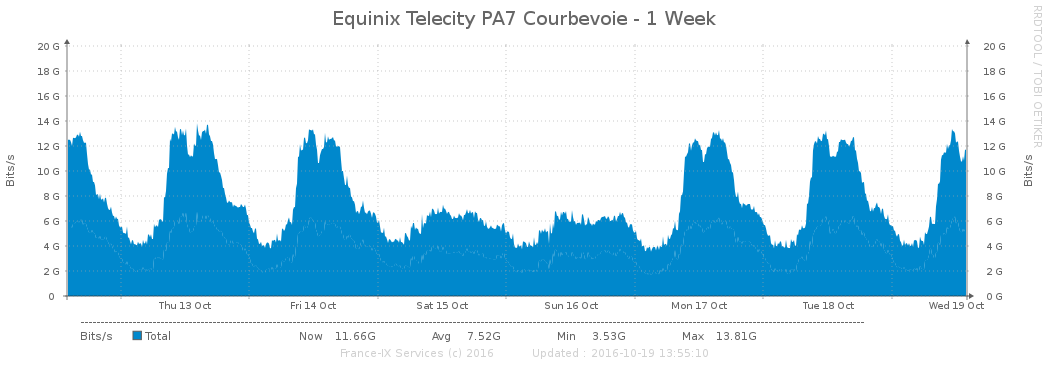 Equinix Telecity PA7 Courbevoie - 1 Week
RRDTOOL / TOBI OETIKER
Bits/s
Bits/s
20 G 20 G
18 G 18 G
16 G 16 G
14 G 14 G
12 G 12 G
10 G 10 G
8 G 8 G
6 G 6 G
4 G 4 G
2 G 2 G
0 0 G
Thu 13 Oct Fri 14 Oct Sat 15 Oct Sun 16 Oct Mon 17 Oct Tue 18 Oct Wed 19 Oct
Bits/s Total Now 11.66G Avg 7.52G Min 3.53G Max 13.81G
France-IX Services (c) 2016 Updated : 2016-10-19 13:55:10